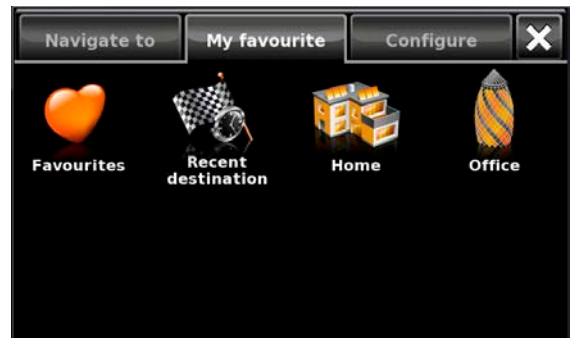 Navigate to
My favourite
Configure
Favourites
Recent
destination
Home
Office